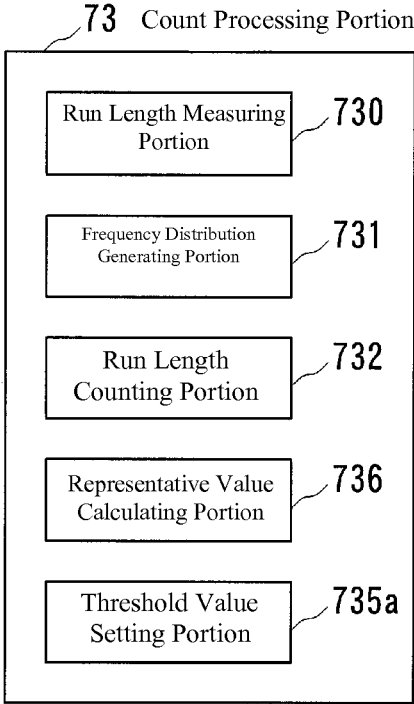 73 Count Processing Portion
Run Length Measuring
Portion
730
Frequency Distribution
Generating Portion
731
Run Length
Counting Portion
732
Representative Value
Calculating Portion
736
Threshold Value
Setting Portion
735a